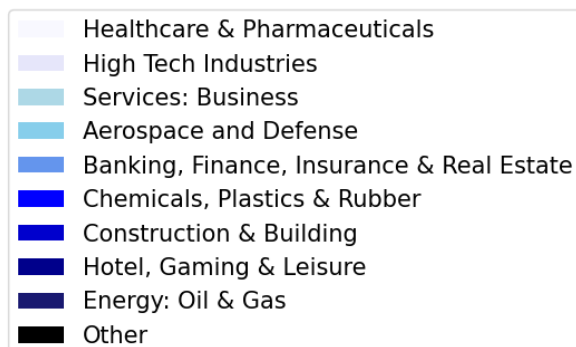 Healthcare & Pharmaceuticals
High Tech Industries
Services: Business
Aerospace and Defense
Banking, Finance, Insurance & Real Estate
Chemicals, Plastics & Rubber
Construction & Building
Hotel, Gaming & Leisure
Energy: Oil & Gas
Other